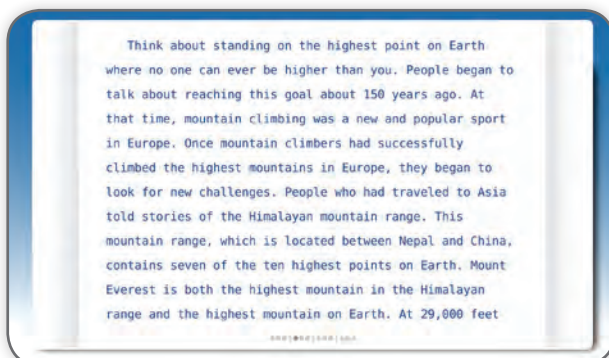 Think about standing on the highest point on Earth
where no one can ever be higher than you. People began to
talk about reaching this goal about 150 years ago. At
that time, mountain climbing was a new and popular sport
in Europe. Once mountain climbers had successfully
climbed the highest mountains in Europe, they began to
look for new challenges. People who had traveled to Asia
told stories of the Himalayan mountain range. This
mountain range, which is located between Nepal and China,
contains seven of the ten highest points on Earth. Mount
Everest is both the highest mountain in the Himalayan
range and the highest mountain on Earth. At 29,000 feet